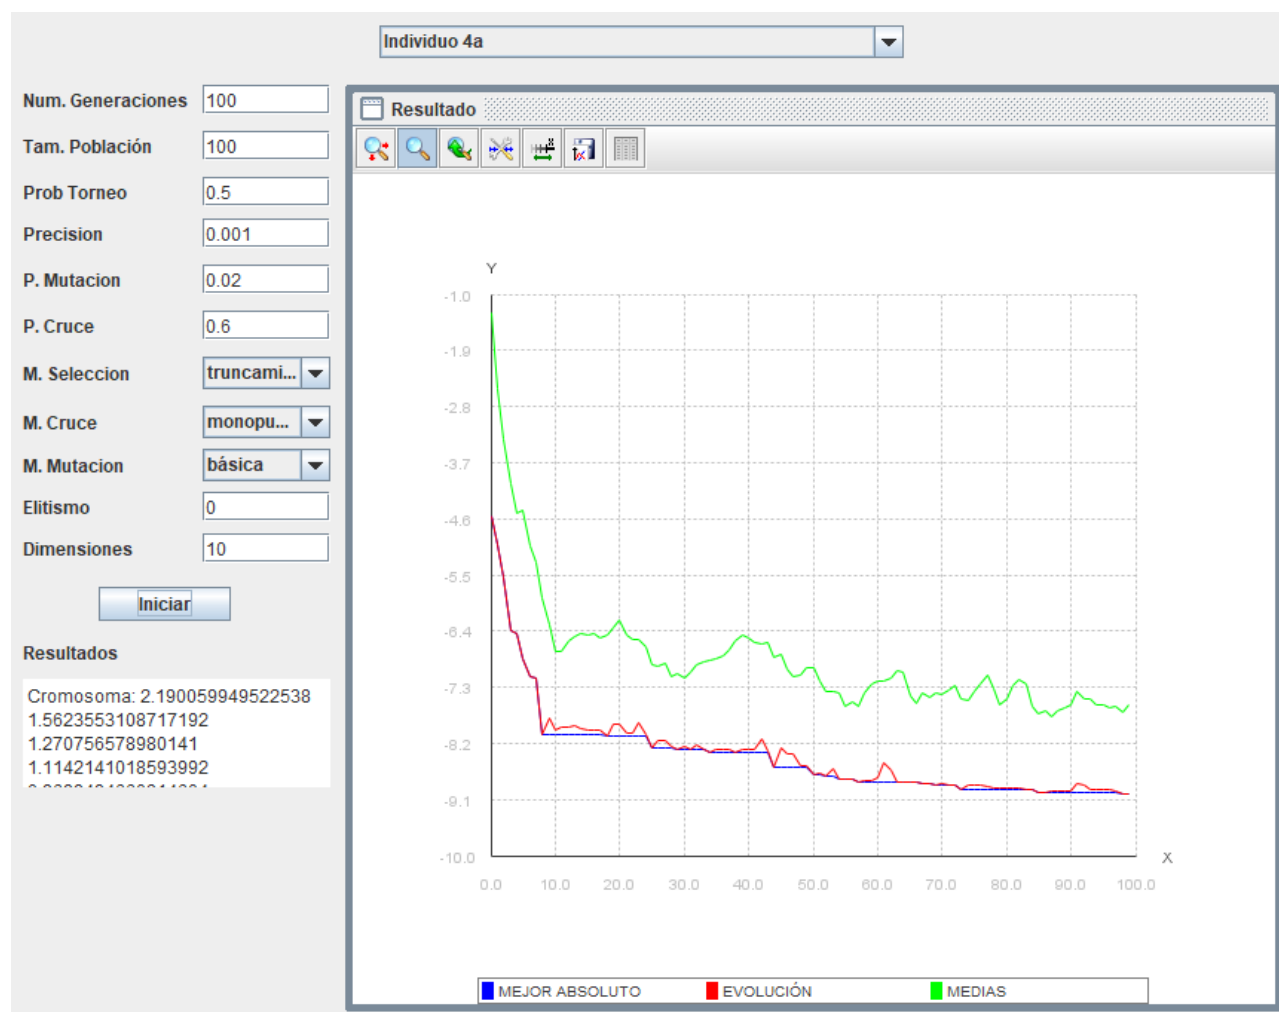 Individuo 4a
Num. Generaciones 100
Tam. Población 100
Prob Torneo 0.5
Precision 0.001
P. Mutacion 0.02
P. Cruce 0.6
M. Seleccion truncami...
M. Cruce monopu...
M. Mutacion básica
Elitismo 0
Dimensiones 10
Iniciar
Resultados
Cromosoma: 2.190059949522538
1.5623553108717192
1.270756578980141
1.1142141018593992
Resultado
Y
-1.0
-1.9
-2.8
-3.7
-4.6
-5.5
-6.4
-7.3
-8.2
-9.1
-10.0
X
0.0 10.0 20.0 30.0 40.0 50.0 60.0 70.0 80.0 90.0 100.0
MEJOR ABSOLUTO EVOLUCIÓN MEDIAS